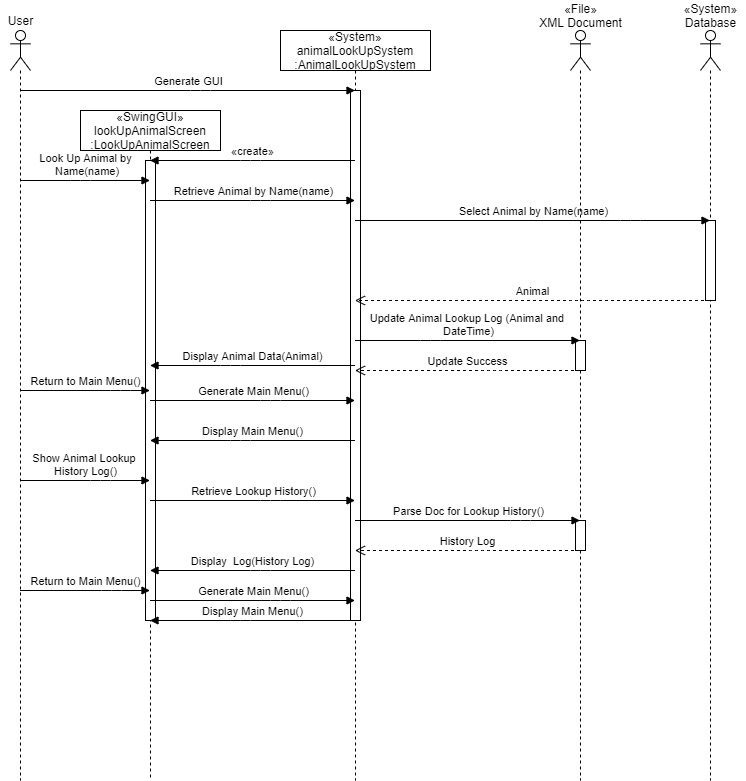 User
«File»
XML Document
«System»
Database
«System»
animalLookUpSystem
:AnimalLookUpSystem
Generate GUI
«SwingGUI»
lookUpAnimalScreen
:LookUpAnimalScreen
«create»
Look Up Animal by
Name(name)
Retrieve Animal by Name(name)
Select Animal by Name(name)
Animal
Update Animal Lookup Log (Animal and
DateTime)
Display Animal Data(Animal)
Update Success
Return to Main Menu()
Generate Main Menu()
Display Main Menu()
Show Animal Lookup
History Log()
Retrieve Lookup History()
Parse Doc for Lookup History()
History Log
Display  Log(History Log)
Return to Main Menu()
Generate Main Menu()
Display Main Menu()